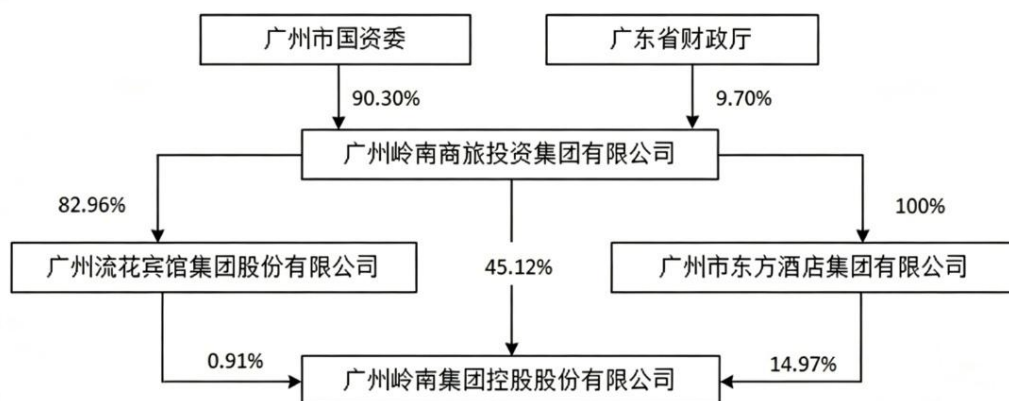 广州市国资委
广东省财政厅
90.30%
9.70%
广州岭南商旅投资集团有限公司
82.96%
100%
广州流花宾馆集团股份有限公司
45.12%
广州市东方酒店集团有限公司
0.91%
14.97%
广州岭南集团控股股份有限公司